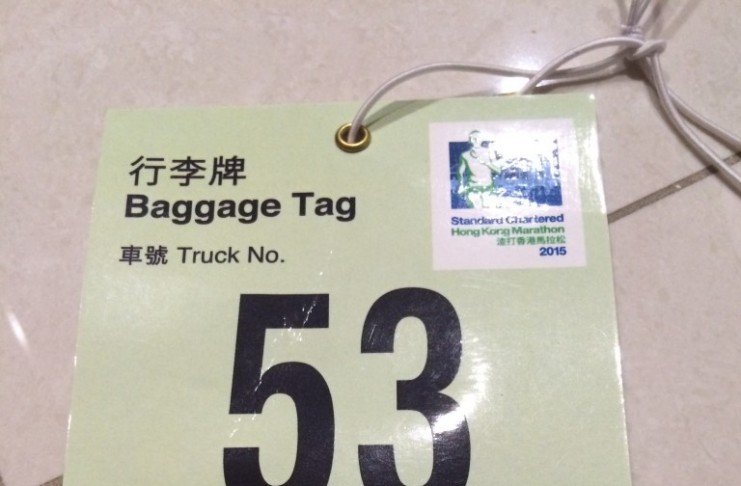 行李牌
Baggage Tag
車號 Truck No.
53
Standard Chartered
Hong Kong Marathon
渣打香港馬拉松
2015